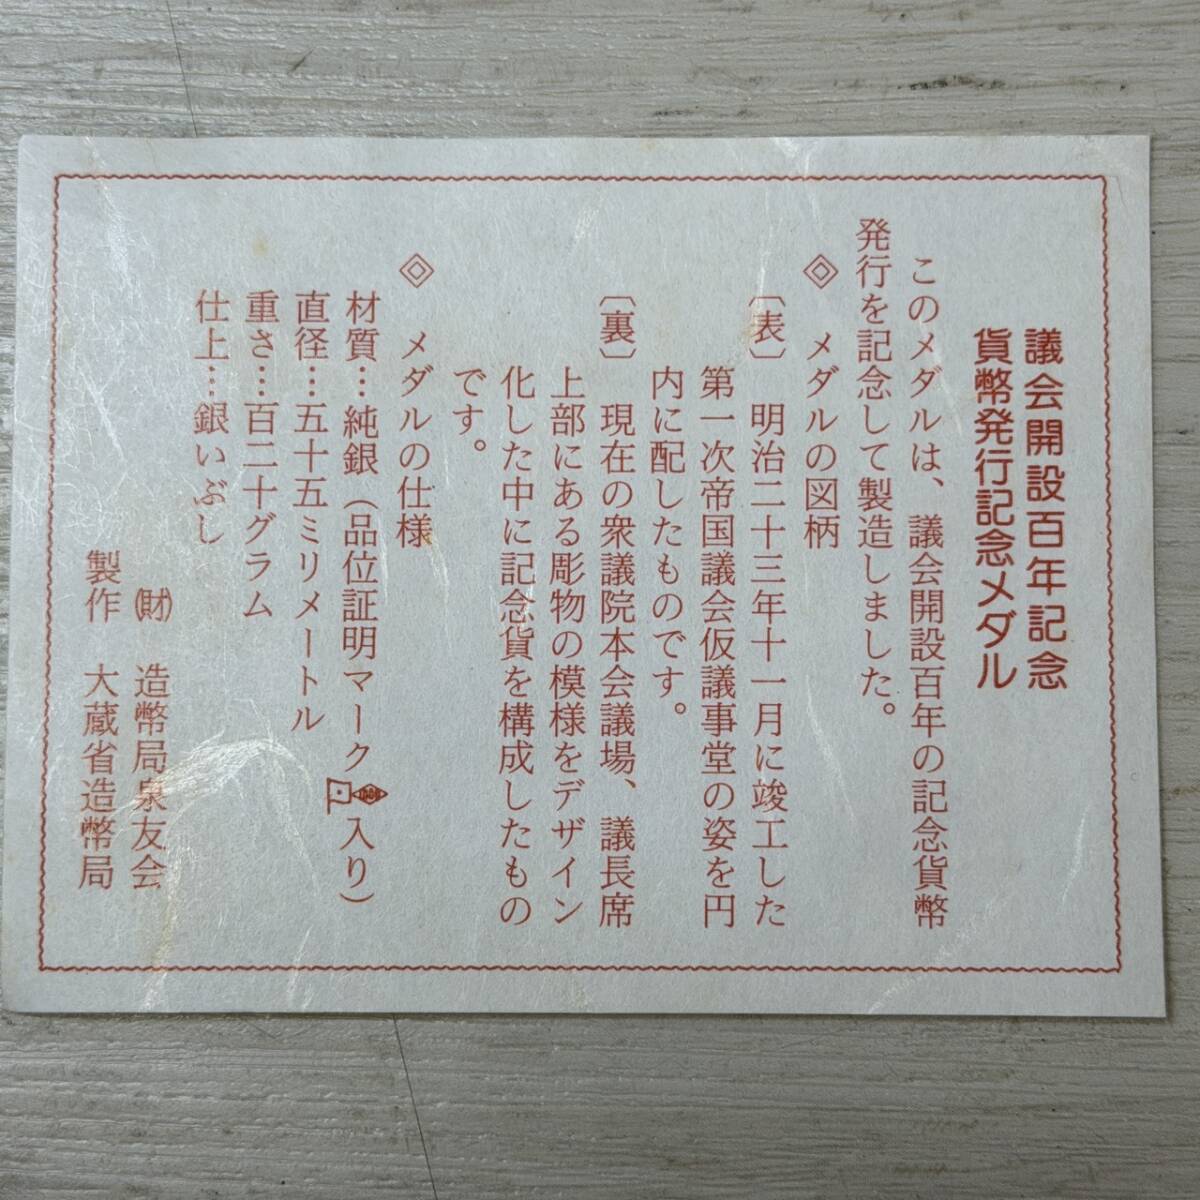 議会開設百年記念
貨幣発行記念メダル
このメダルは、議会開設百年の記念貨幣
発行を記念して製造しました。
◎ メダルの図柄
〔表〕 明治二十三年十一月に竣工した
第一次帝国議会仮議事堂の姿を円
内に配したものです。
〔裏〕 現在の衆議院本会議場、議長席
上部にある彫物の模様をデザイン
化した中に記念貨を構成したもの
です。
◎ メダルの仕様
材質…純銀（品位証明マーク入り）
直径…五十五ミリメートル
重さ…百二十グラム
仕上…銀いぶし
㈶ 造幣局泉友会
製作 大蔵省造幣局